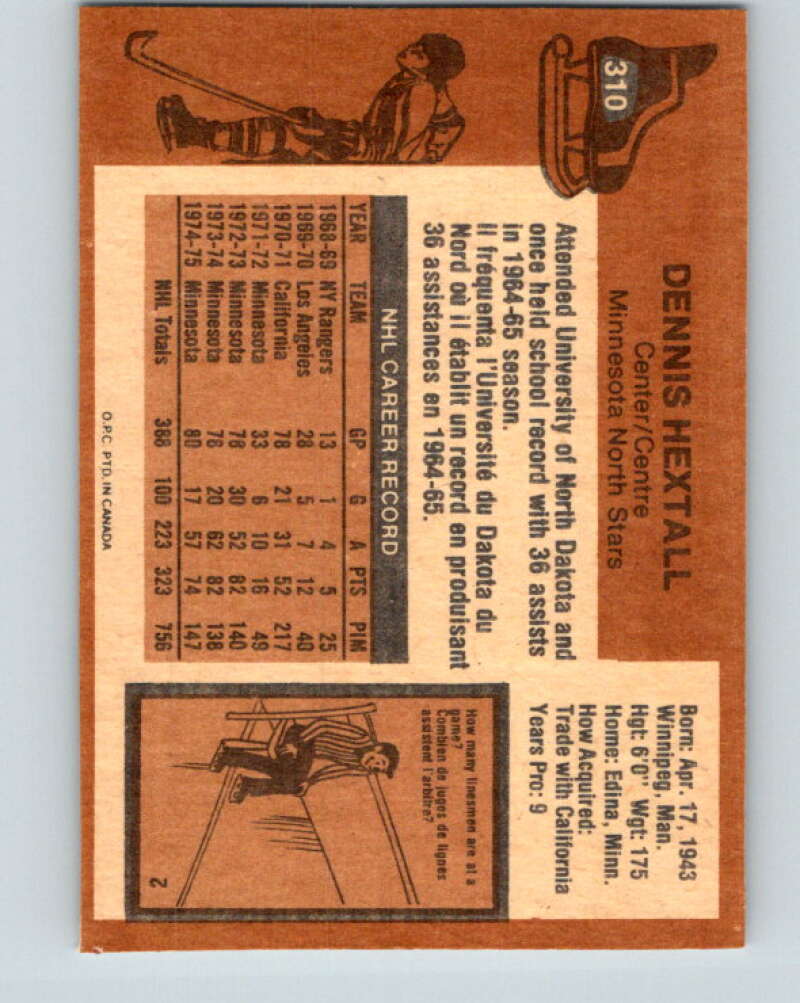 310
DENNIS HEXTALL
Center/Centre
Minnesota North Stars
Born: Apr. 17, 1943
Winnipeg, Man.
Hgt: 6'0" Wgt: 175
Home: Edina, Minn.
How Acquired:
Trade with California
Years Pro: 9
Attended University of North Dakota and
once held school record with 36 assists
in 1964-65 season.
Il fréquenta l'Université du Dakota du
Nord où il établit un record en produisant
36 assistances en 1964-65.
NHL CAREER RECORD
YEAR TEAM GP G A PTS PIM
1968-69 NY Rangers 13 1 4 5 25
1969-70 Los Angeles 28 5 7 12 40
1970-71 California 78 21 31 52 217
1971-72 Minnesota 33 6 10 16 49
1972-73 Minnesota 78 30 52 82 140
1973-74 Minnesota 78 20 62 82 138
1974-75 Minnesota 80 17 57 74 147
NHL Totals 388 100 223 323 756
How many linesmen are at a
game?
Combien de juges de lignes
assistent l'arbitre?
2
O.P.C. PTD. IN CANADA